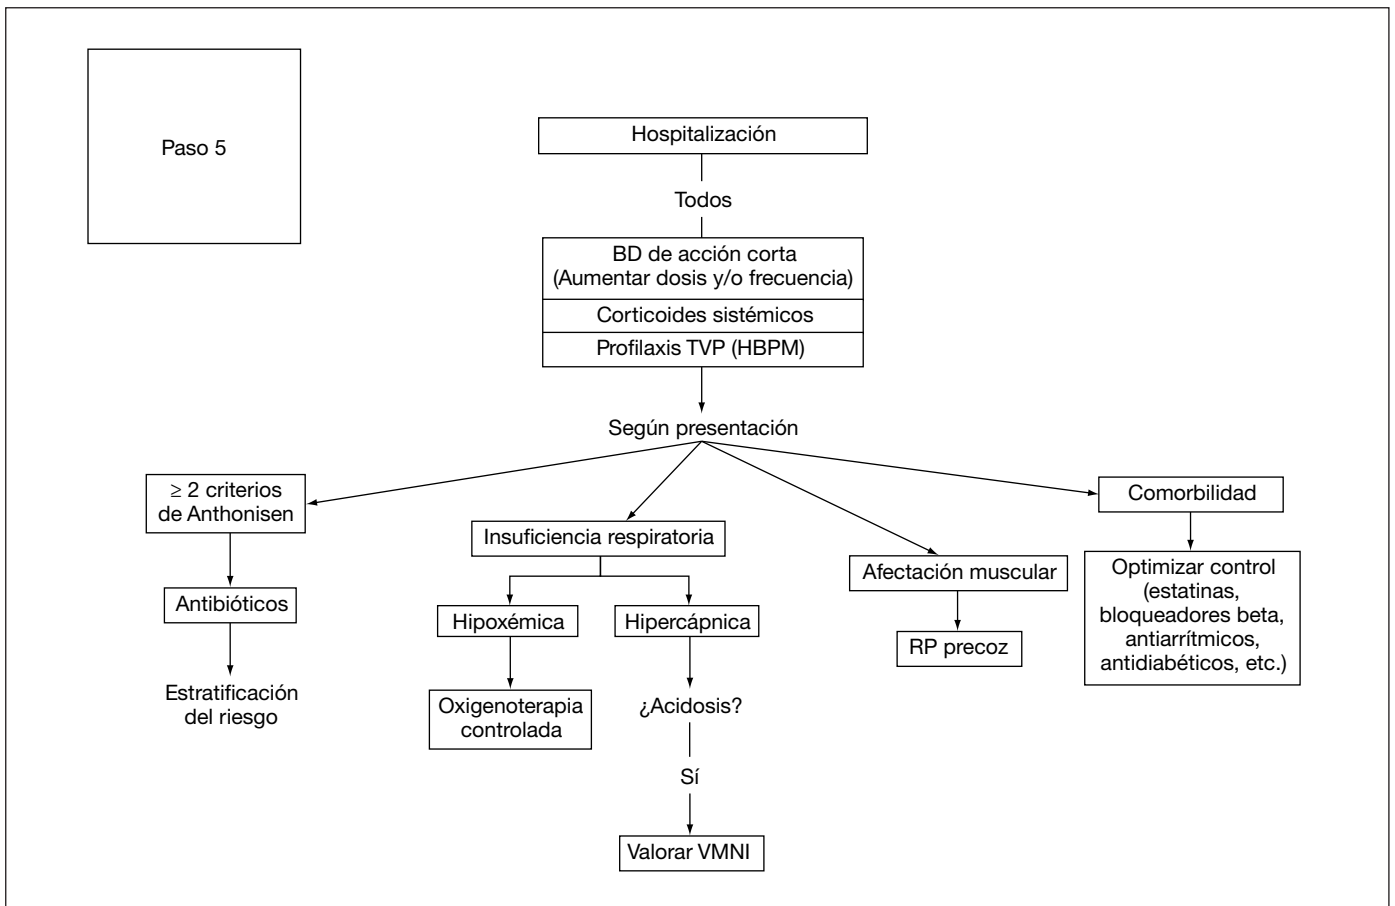 Paso 5
Hospitalización
Todos
BD de acción corta
(Aumentar dosis y/o frecuencia)
Corticoides sistémicos
Profilaxis TVP (HBPM)
Según presentación
≥ 2 criterios
de Anthonisen
Antibióticos
Estratificación
del riesgo
Insuficiencia respiratoria
Hipoxémica
Oxigenoterapia
controlada
Hipercápnica
¿Acidosis?
Sí
Valorar VMNI
Afectación muscular
RP precoz
Comorbilidad
Optimizar control
(estatinas,
bloqueadores beta,
antiarrítmicos,
antidiabéticos, etc.)